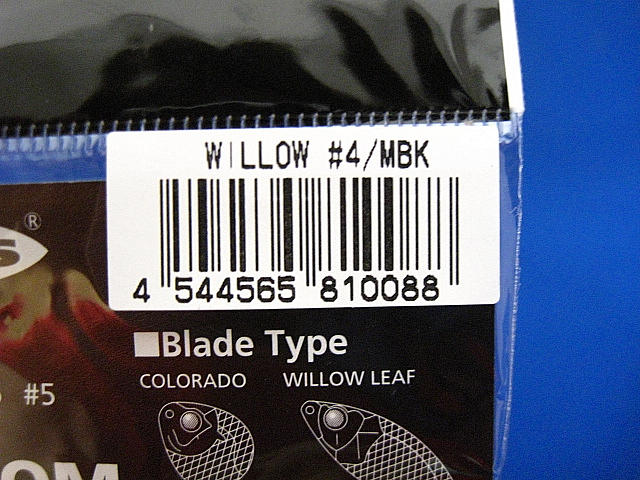 WILLOW #4/MBK
4 544565 810088
®
■Blade Type
COLORADO WILLOW LEAF
#5